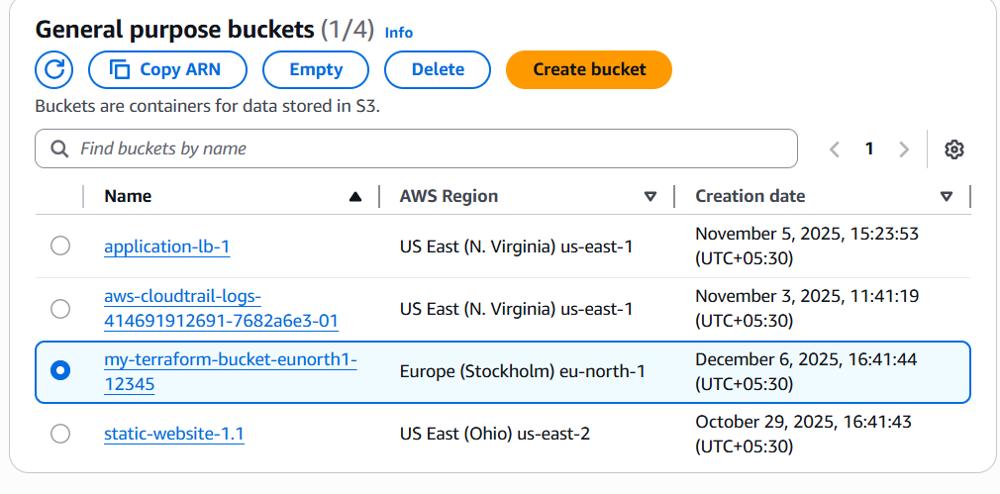 General purpose buckets (1/4) Info
Copy ARN Empty Delete Create bucket
Buckets are containers for data stored in S3.
Find buckets by name 1
Name AWS Region Creation date
application-lb-1 US East (N. Virginia) us-east-1 November 5, 2025, 15:23:53 (UTC+05:30)
aws-cloudtrail-logs-414691912691-7682a6e3-01 US East (N. Virginia) us-east-1 November 3, 2025, 11:41:19 (UTC+05:30)
my-terraform-bucket-eunorth1-12345 Europe (Stockholm) eu-north-1 December 6, 2025, 16:41:44 (UTC+05:30)
static-website-1.1 US East (Ohio) us-east-2 October 29, 2025, 16:41:43 (UTC+05:30)